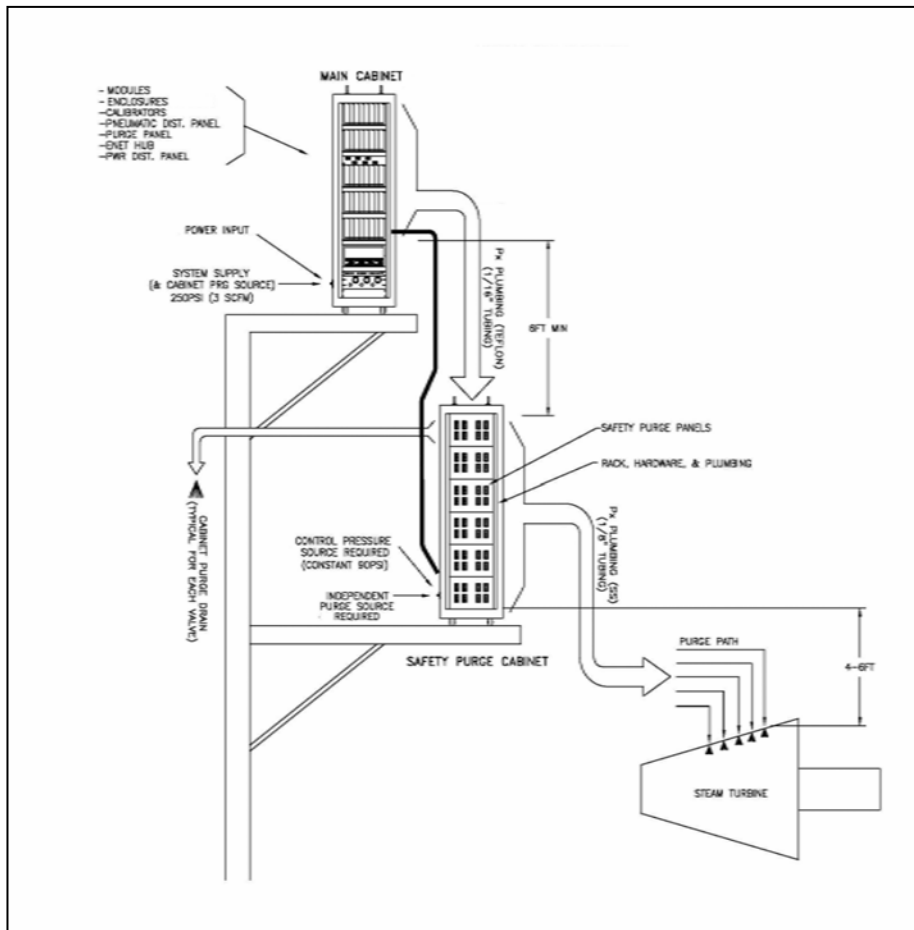 MAIN CABINET
- MODULES
- ENCLOSURES
- CALIBRATORS
-PNEUMATIC DIST. PANEL
-PURGE PANEL
-ENET HUB
-PWR DIST. PANEL
POWER INPUT
SYSTEM SUPPLY
(& CABINET PRG SOURCE)
250PSI (3 SCFM)
Px PLUMBING (TEFLON)
(1/16" TUBING)
6FT MIN
SAFETY PURGE PANELS
RACK, HARDWARE, & PLUMBING
CABINET PURGE DRAIN
(TYPICAL FOR EACH VALVE)
CONTROL PRESSURE
SOURCE REQUIRED
(CONSTANT 90PSI)
INDEPENDENT
PURGE SOURCE
REQUIRED
Px PLUMBING (SS)
(1/8" TUBING)
SAFETY PURGE CABINET
PURGE PATH
4-6FT
STEAM TURBINE